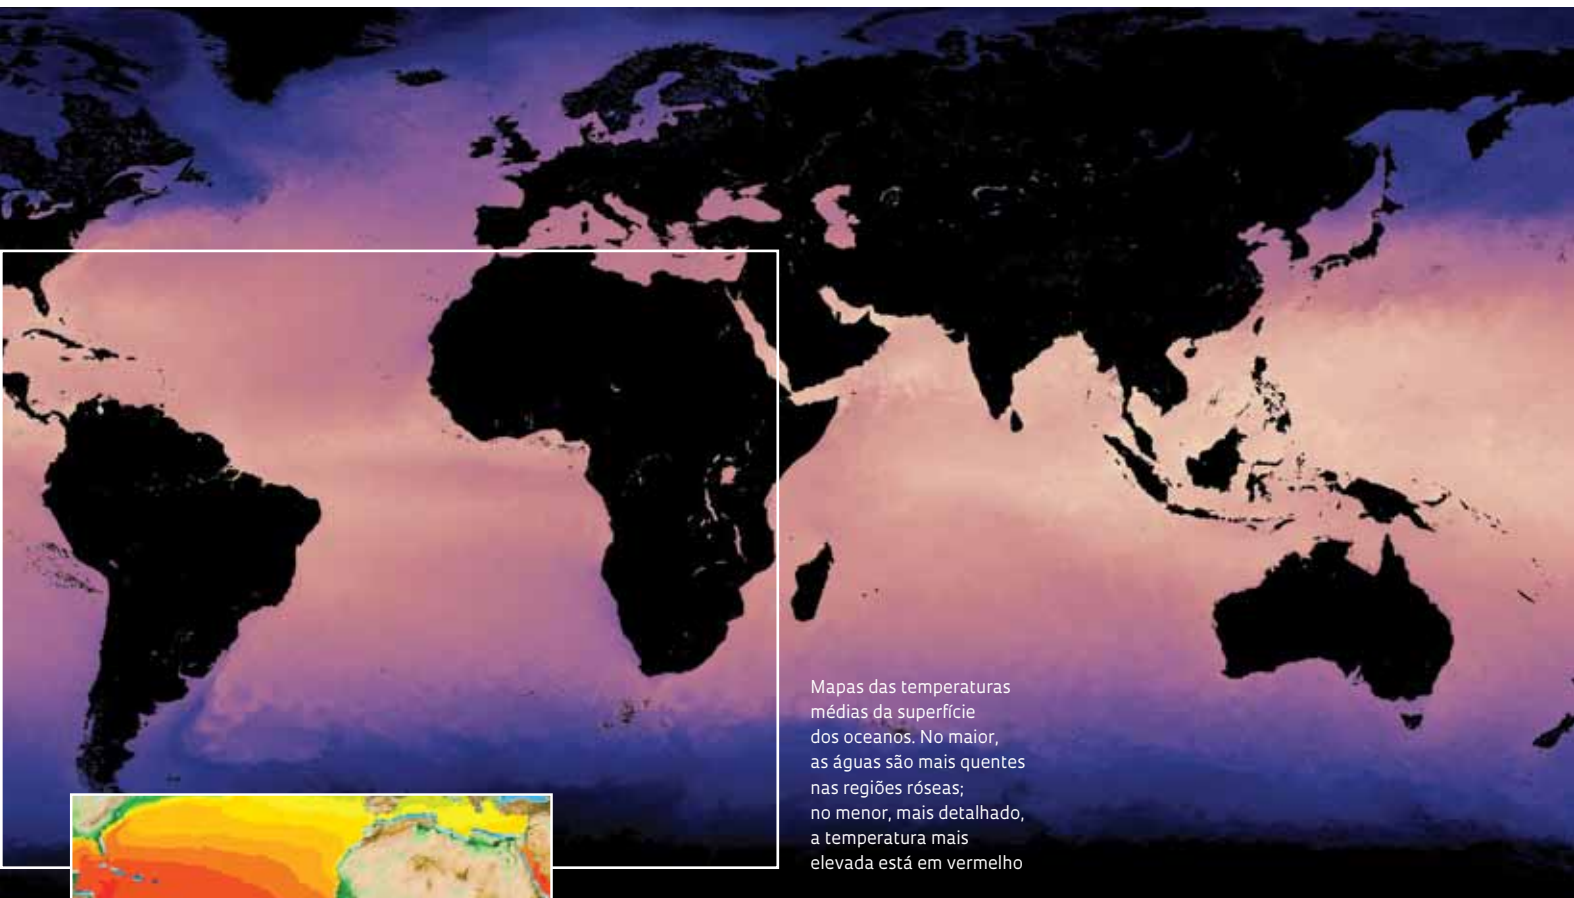 Mapas das temperaturas
médias da superfície
dos oceanos. No maior,
as águas são mais quentes
nas regiões róseas;
no menor, mais detalhado,
a temperatura mais
elevada está em vermelho